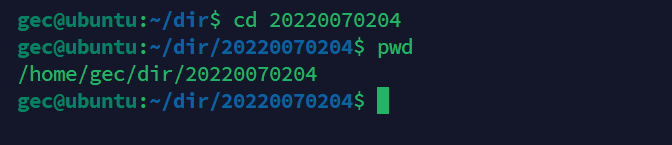 gec@ubuntu:~/dir$ cd 20220070204
gec@ubuntu:~/dir/20220070204$ pwd
/home/gec/dir/20220070204
gec@ubuntu:~/dir/20220070204$